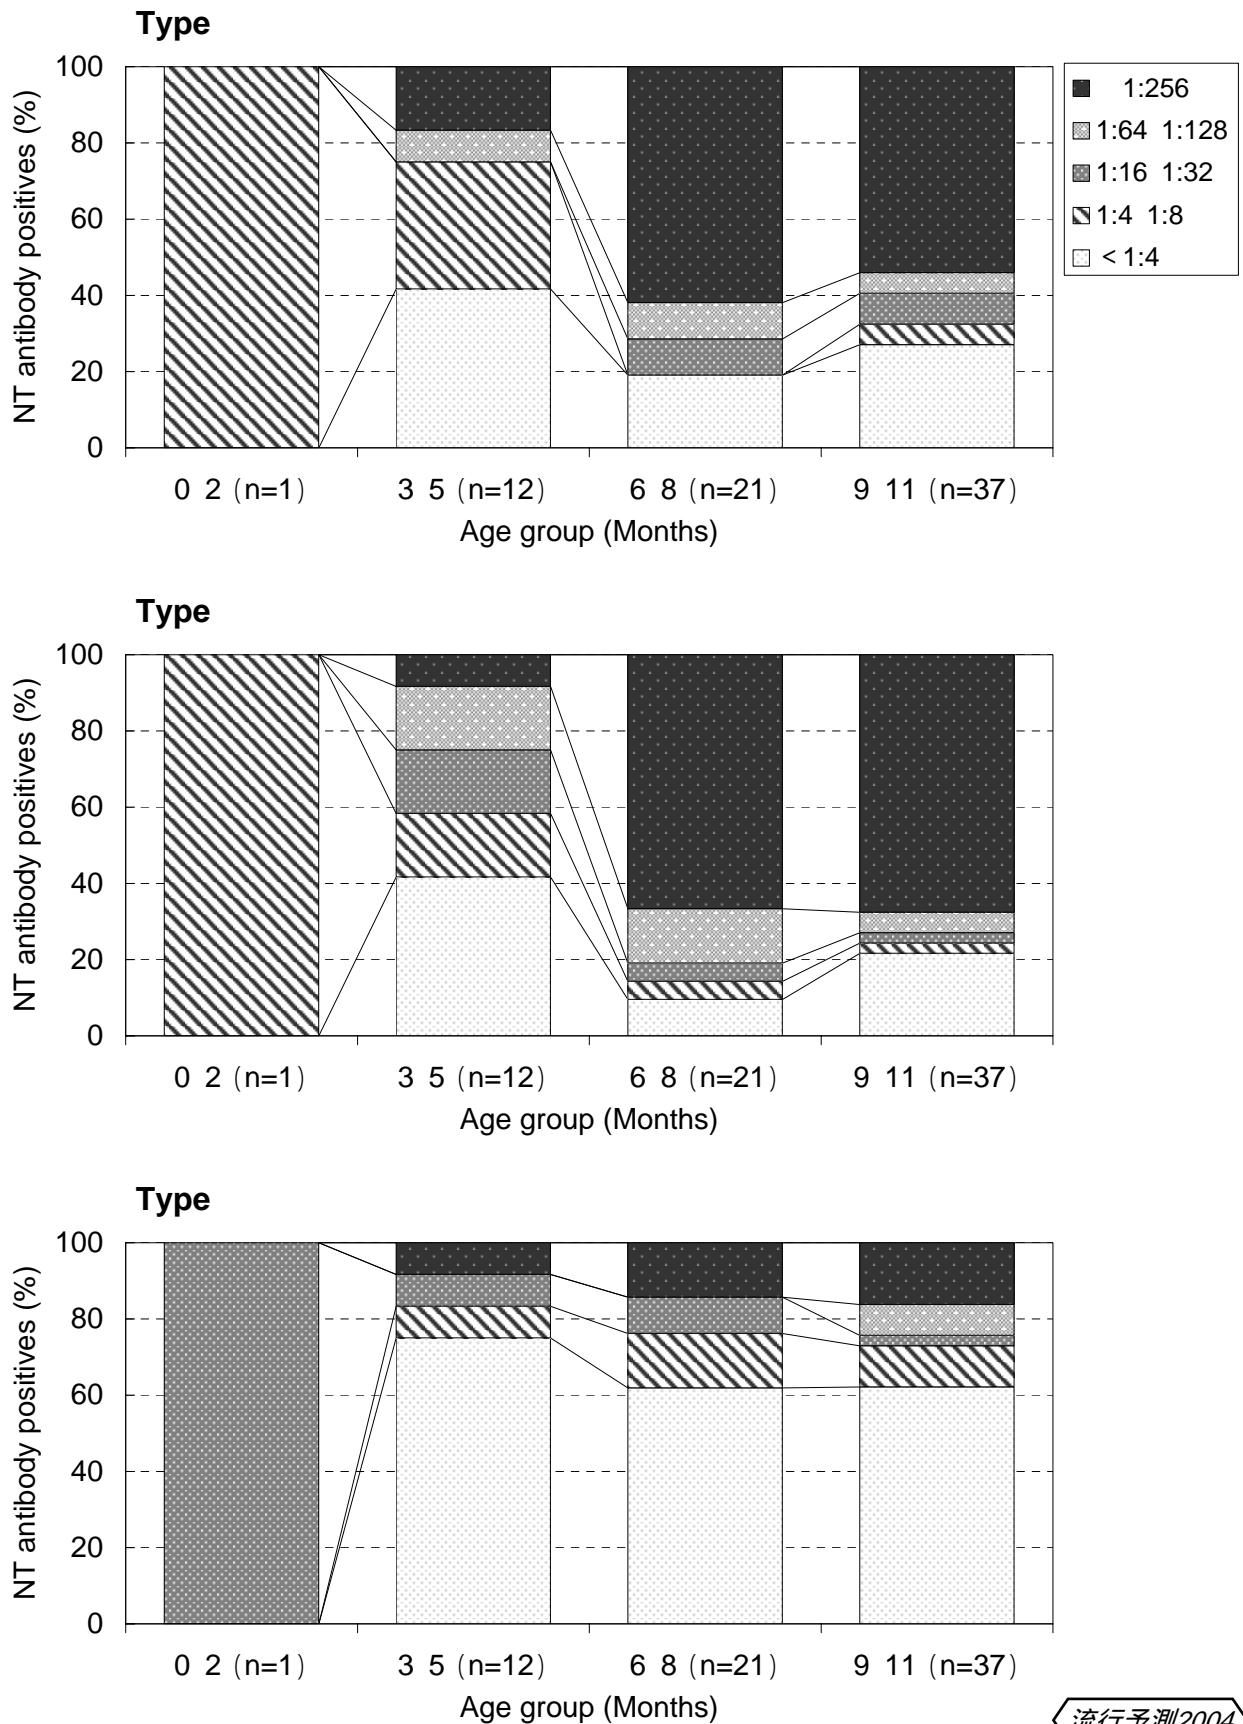 Type
NT antibody positives (%)
100
80
60
40
20
0
1:256
1:64 1:128
1:16 1:32
1:4 1:8
< 1:4
0 2 (n=1)
3 5 (n=12)
6 8 (n=21)
9 11 (n=37)
Age group (Months)
Type
NT antibody positives (%)
100
80
60
40
20
0
0 2 (n=1)
3 5 (n=12)
6 8 (n=21)
9 11 (n=37)
Age group (Months)
Type
NT antibody positives (%)
100
80
60
40
20
0
0 2 (n=1)
3 5 (n=12)
6 8 (n=21)
9 11 (n=37)
Age group (Months)
流行予測2004